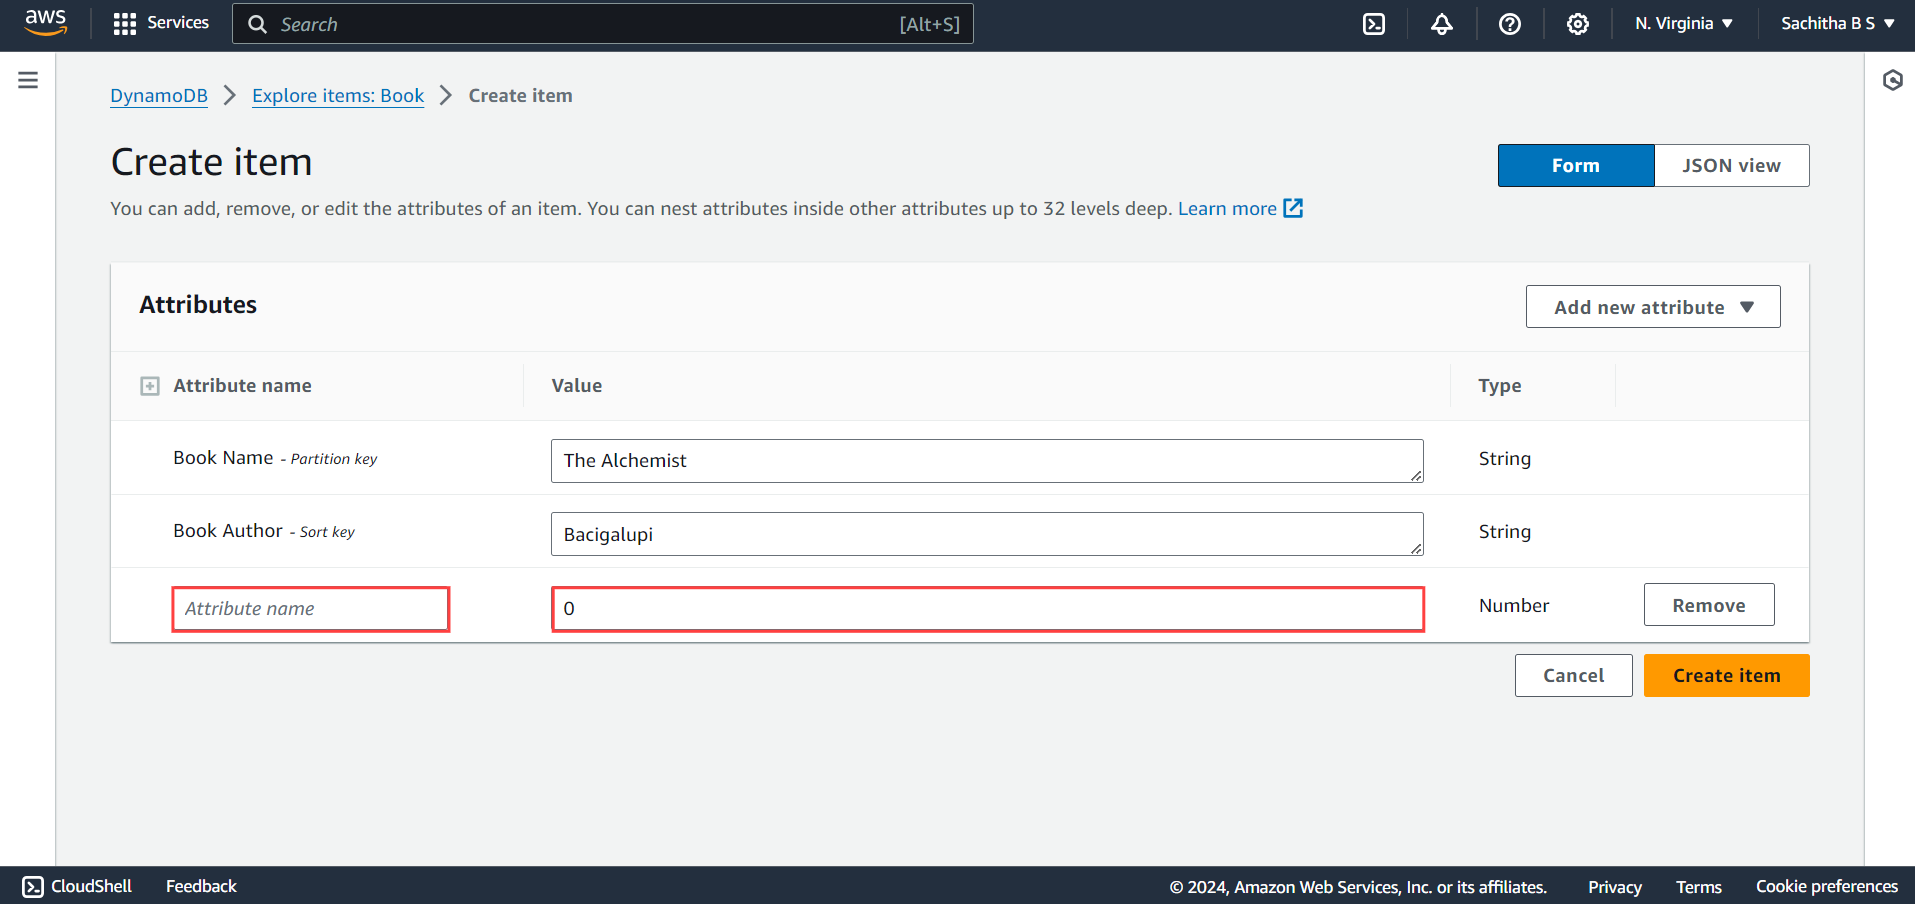 aws Services Search [Alt+S] N. Virginia Sachitha B S
DynamoDB Explore items: Book Create item
Create item
Form JSON view
You can add, remove, or edit the attributes of an item. You can nest attributes inside other attributes up to 32 levels deep. Learn more
Attributes
Add new attribute
Attribute name Value Type
Book Name - Partition key The Alchemist String
Book Author - Sort key Bacigalupi String
Attribute name 0 Number Remove
Cancel Create item
CloudShell Feedback © 2024, Amazon Web Services, Inc. or its affiliates. Privacy Terms Cookie preferences